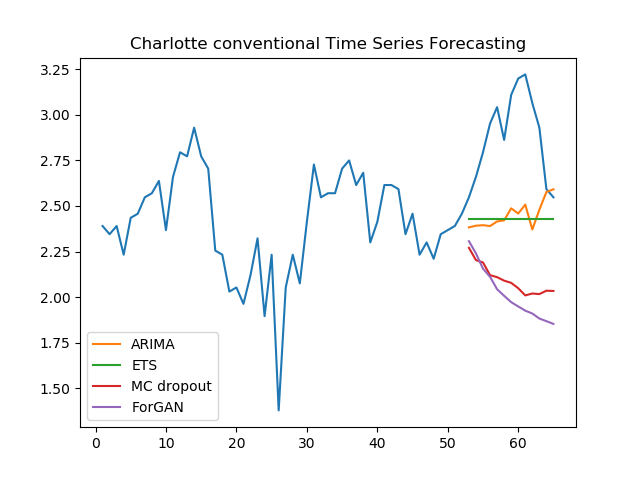 Charlotte conventional Time Series Forecasting
3.25
3.00
2.75
2.50
2.25
2.00
1.75
1.50
ARIMA
ETS
MC dropout
ForGAN
0 10 20 30 40 50 60